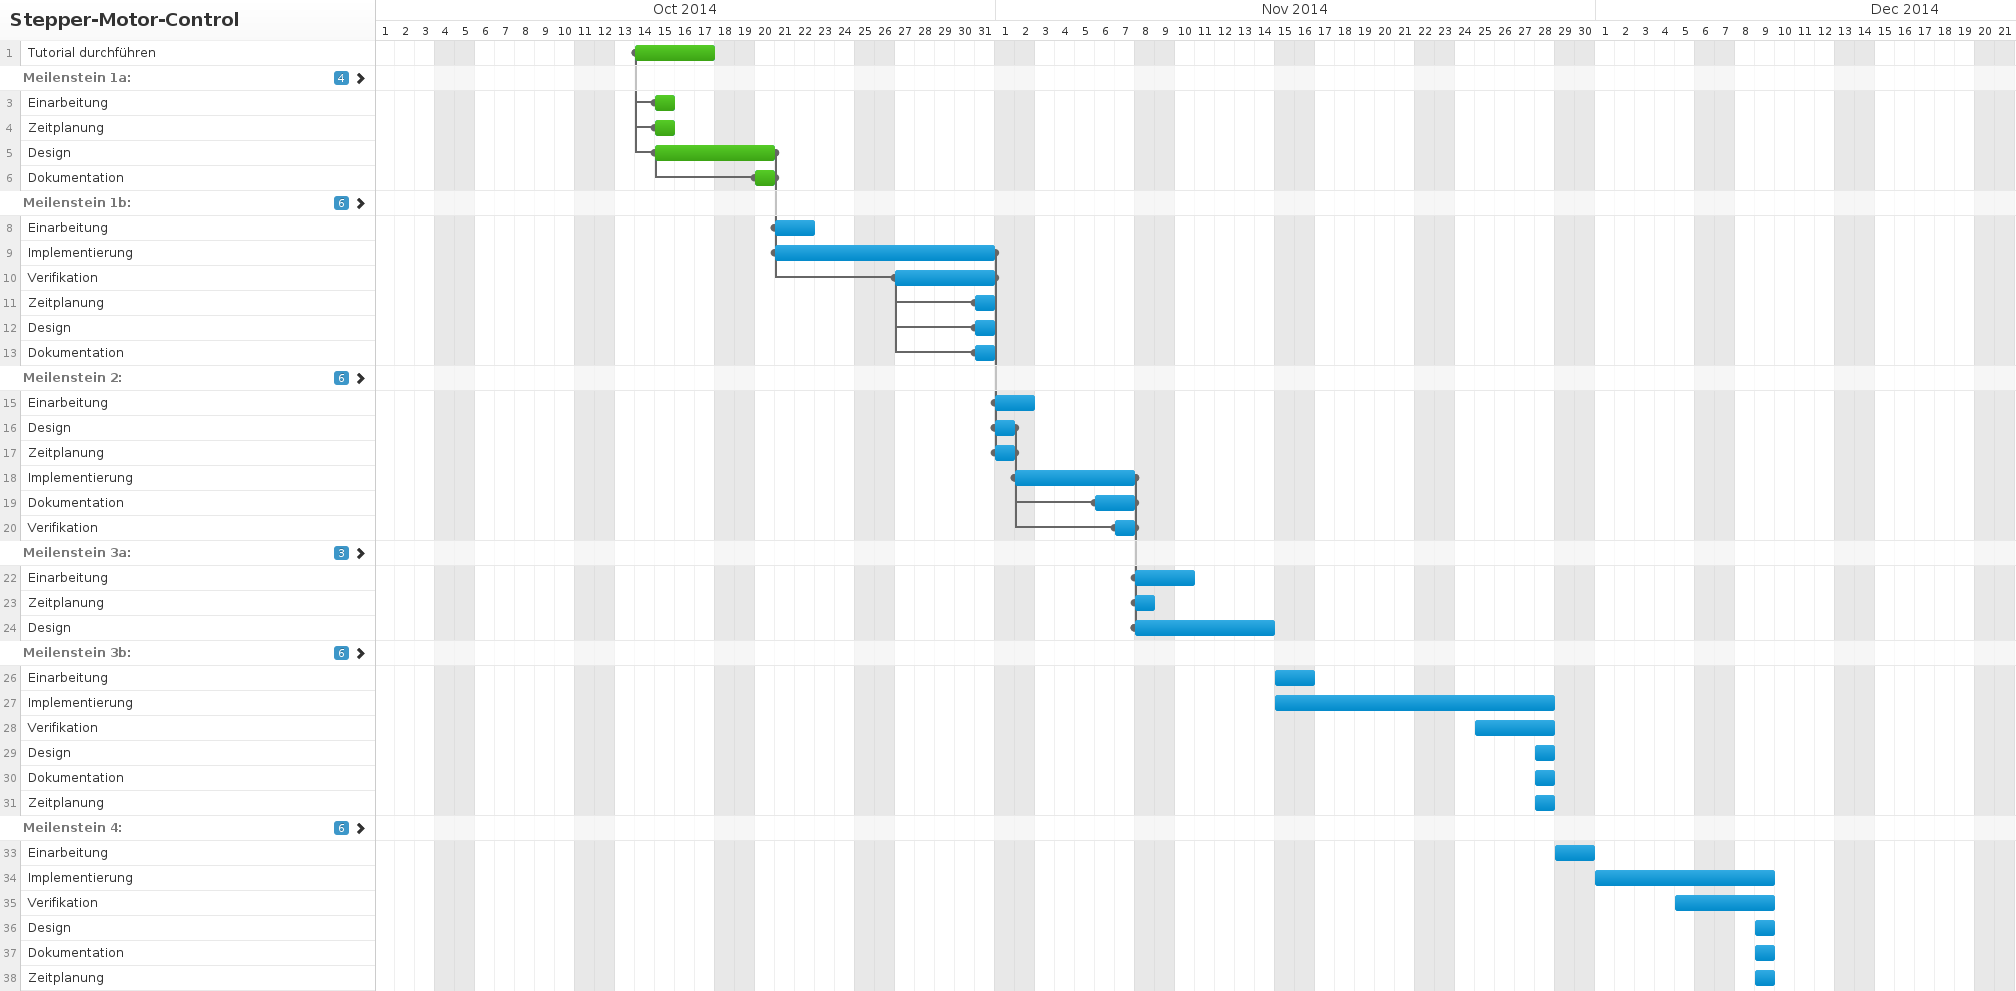 Stepper-Motor-Control
Oct 2014 Nov 2014 Dec 2014
1 2 3 4 5 6 7 8 9 10 11 12 13 14 15 16 17 18 19 20 21 22 23 24 25 26 27 28 29 30 31 1 2 3 4 5 6 7 8 9 10 11 12 13 14 15 16 17 18 19 20 21 22 23 24 25 26 27 28 29 30 1 2 3 4 5 6 7 8 9 10 11 12 13 14 15 16 17 18 19 20 21
1 Tutorial durchführen
Meilenstein 1a: 4
3 Einarbeitung
4 Zeitplanung
5 Design
6 Dokumentation
Meilenstein 1b: 6
8 Einarbeitung
9 Implementierung
10 Verifikation
11 Zeitplanung
12 Design
13 Dokumentation
Meilenstein 2: 6
15 Einarbeitung
16 Design
17 Zeitplanung
18 Implementierung
19 Dokumentation
20 Verifikation
Meilenstein 3a: 3
22 Einarbeitung
23 Zeitplanung
24 Design
Meilenstein 3b: 6
26 Einarbeitung
27 Implementierung
28 Verifikation
29 Design
30 Dokumentation
31 Zeitplanung
Meilenstein 4: 6
33 Einarbeitung
34 Implementierung
35 Verifikation
36 Design
37 Dokumentation
38 Zeitplanung